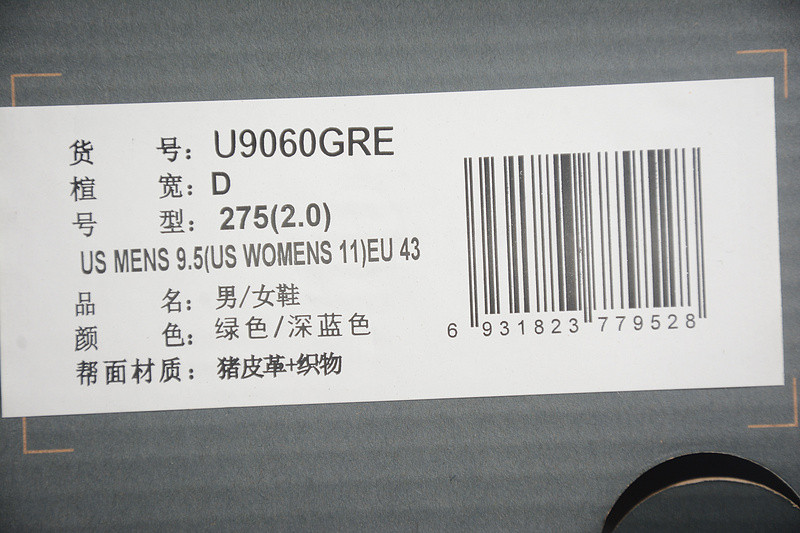 货 号：U9060GRE
楦 宽：D
号 型：275(2.0)
US MENS 9.5(US WOMENS 11)EU 43
品 名：男/女鞋
颜 色：绿色/深蓝色
帮面材质：猪皮革+织物
6 931823 779528